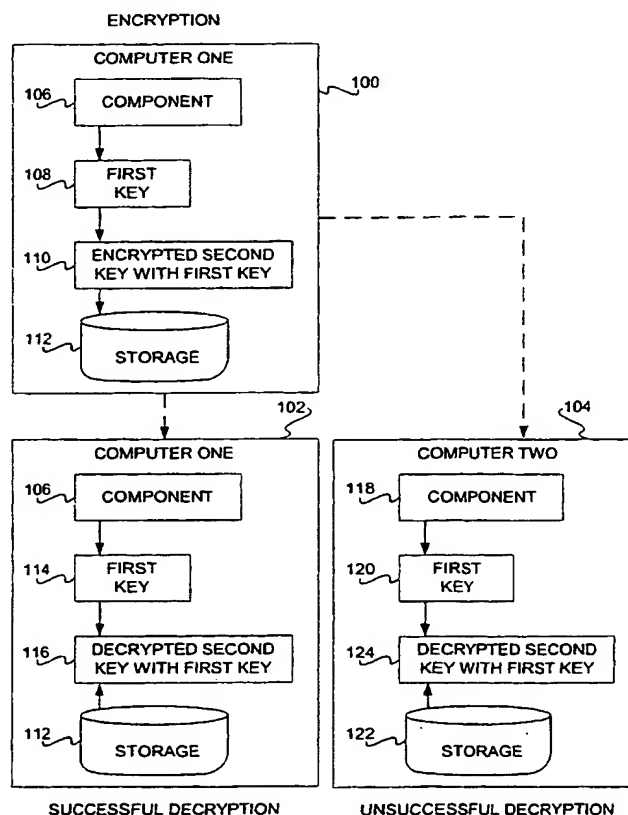 ENCRYPTION
COMPUTER ONE
100
106
COMPONENT
108
FIRST
KEY
110
ENCRYPTED SECOND
KEY WITH FIRST KEY
112
STORAGE
102
COMPUTER ONE
106
COMPONENT
114
FIRST
KEY
116
DECRYPTED SECOND
KEY WITH FIRST KEY
112
STORAGE
SUCCESSFUL DECRYPTION
104
COMPUTER TWO
118
COMPONENT
120
FIRST
KEY
124
DECRYPTED SECOND
KEY WITH FIRST KEY
122
STORAGE
UNSUCCESSFUL DECRYPTION